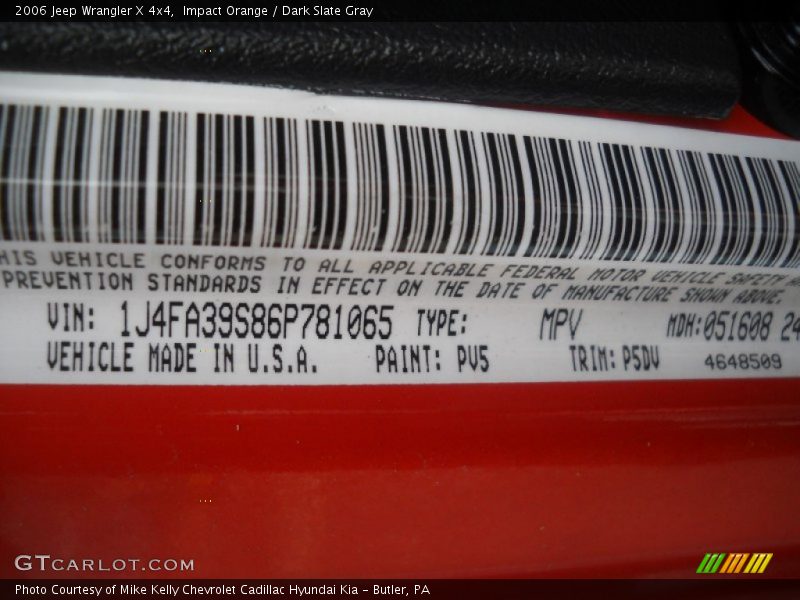 2006 Jeep Wrangler X 4x4,  Impact Orange / Dark Slate Gray
HIS VEHICLE CONFORMS TO ALL APPLICABLE FEDERAL MOTOR VEHICLE SAFETY
PREVENTION STANDARDS IN EFFECT ON THE DATE OF MANUFACTURE SHOWN ABOVE.
VIN: 1J4FA39S86P781065 TYPE: MPV MDH:051608 24
VEHICLE MADE IN U.S.A. PAINT: PV5 TRIM: P5DV 4648509
GTCARLOT.COM
Photo Courtesy of Mike Kelly Chevrolet Cadillac Hyundai Kia - Butler, PA